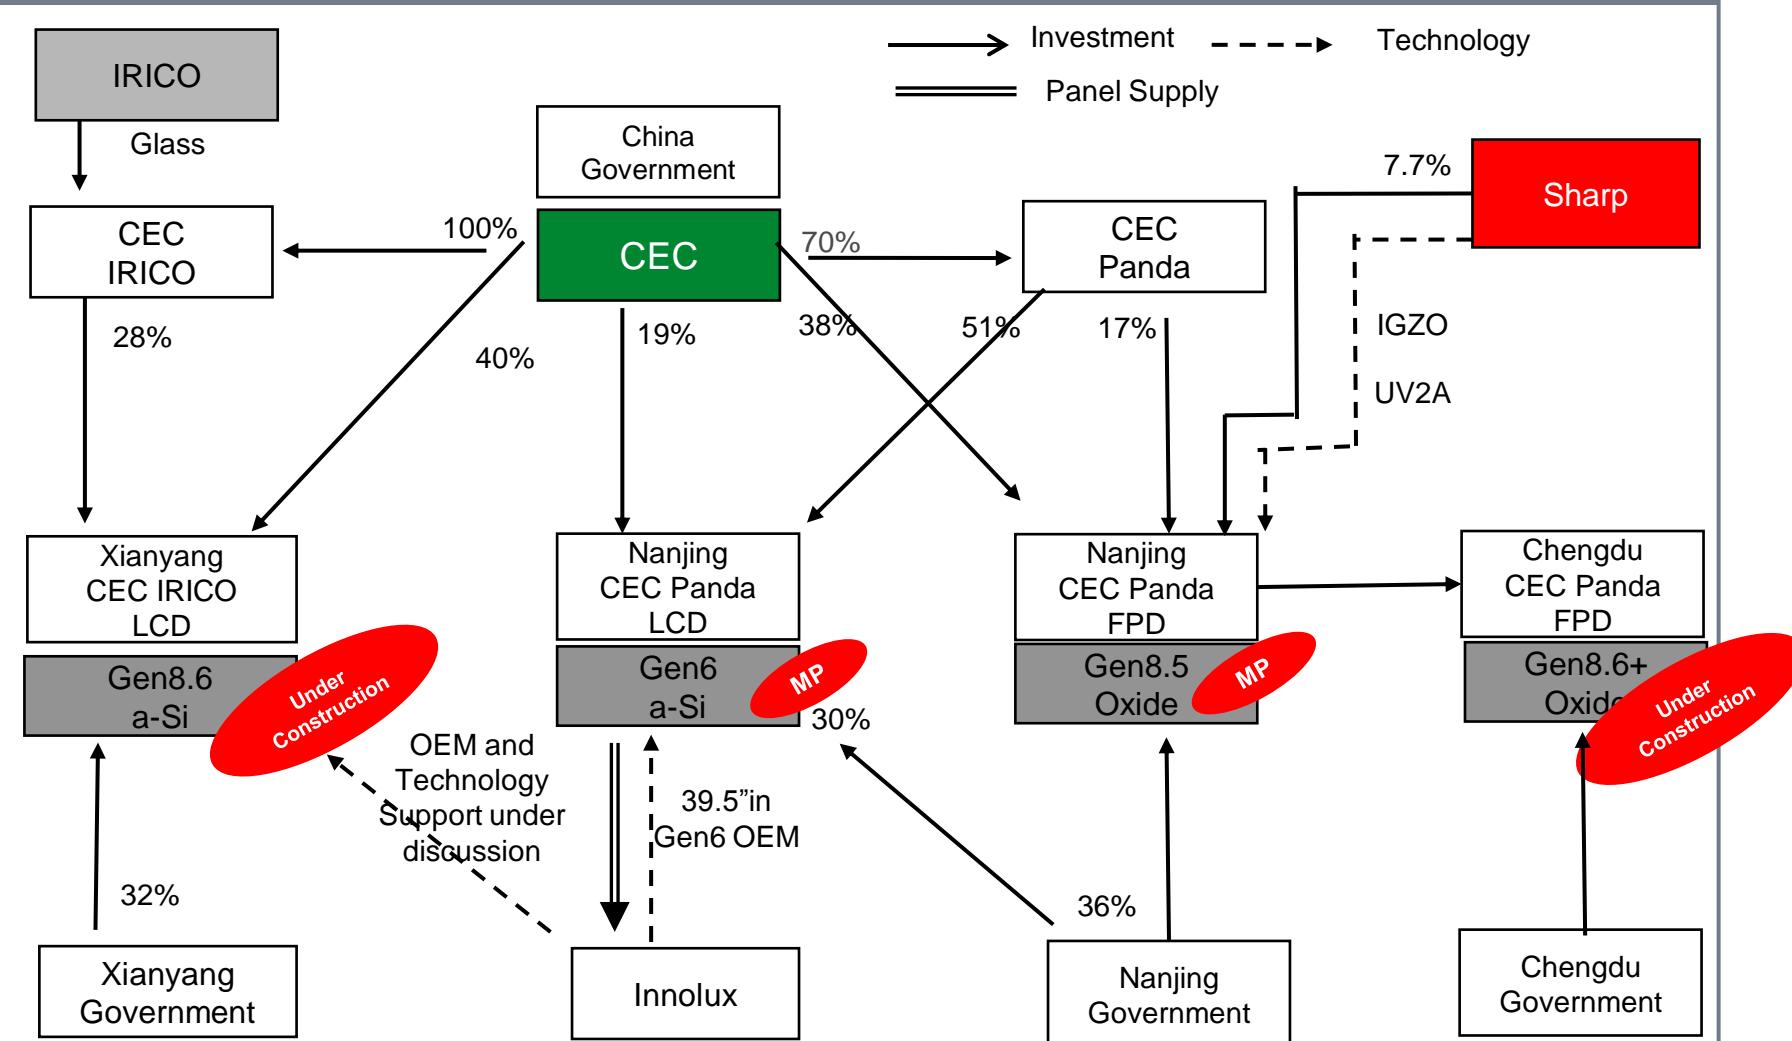 Investment
Technology
Panel Supply
IRICO
Glass
China
Government
CEC
IRICO
100%
CEC
70%
CEC
Panda
7.7%
Sharp
28%
40%
19%
38%
51%
17%
IGZO
UV2A
Xianyang
CEC IRICO
LCD
Gen8.6
a-Si
Under
Construction
Nanjing
CEC Panda
LCD
Gen6
a-Si
MP
30%
Nanjing
CEC Panda
FPD
Gen8.5
Oxide
MP
Chengdu
CEC Panda
FPD
Gen8.6+
Oxide
Under
Construction
OEM and
Technology
Support under
discussion
39.5”in
Gen6 OEM
32%
36%
Xianyang
Government
Innolux
Nanjing
Government
Chengdu
Government